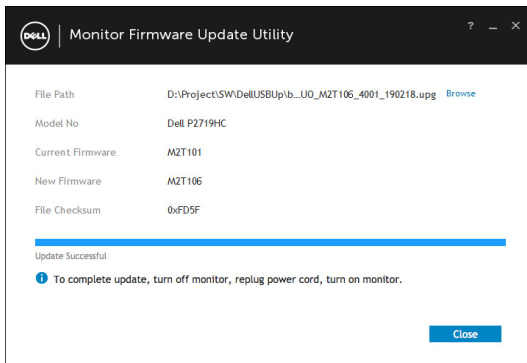 DELL
Monitor Firmware Update Utility
? _ ×
File Path D:\Project\SW\DellUSBUp\b...UO_M2T106_4001_190218.upg Browse
Model No Dell P2719HC
Current Firmware M2T101
New Firmware M2T106
File Checksum 0xFD5F
Update Successful
To complete update, turn off monitor, replug power cord, turn on monitor.
Close